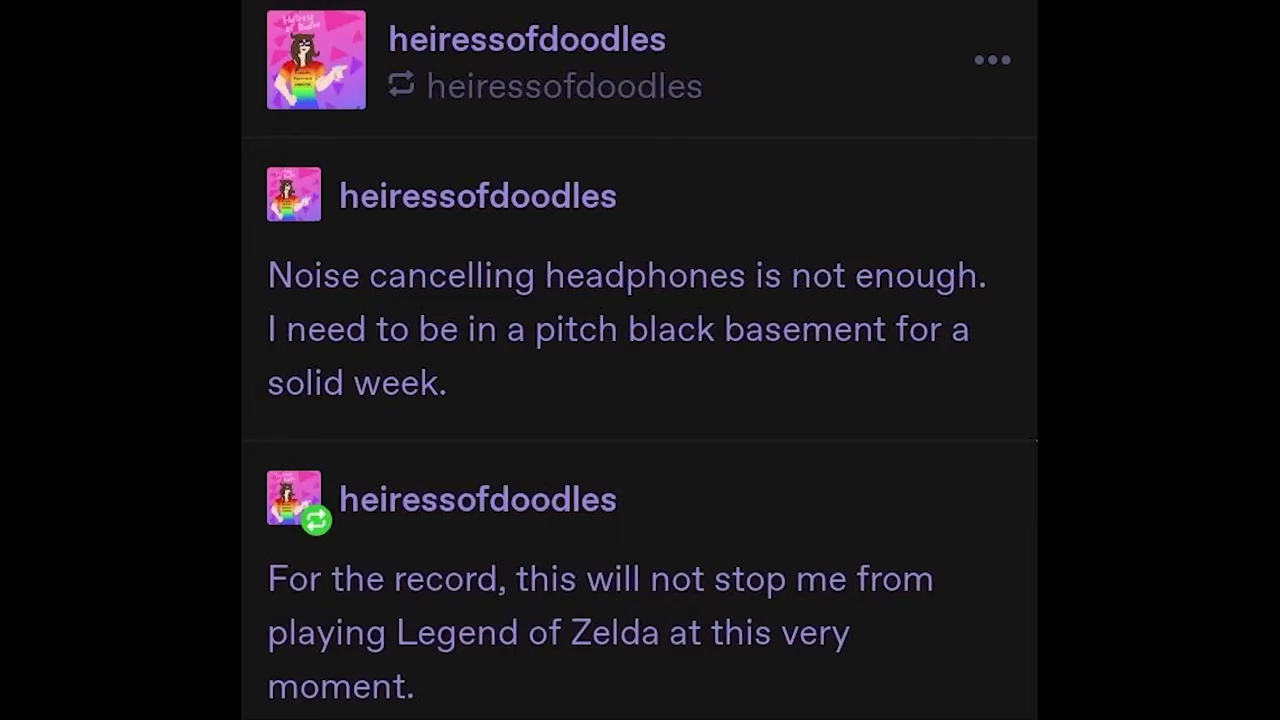 heiressofdoodles
heiressofdoodles
heiressofdoodles
Noise cancelling headphones is not enough.
I need to be in a pitch black basement for a
solid week.
heiressofdoodles
For the record, this will not stop me from
playing Legend of Zelda at this very
moment.